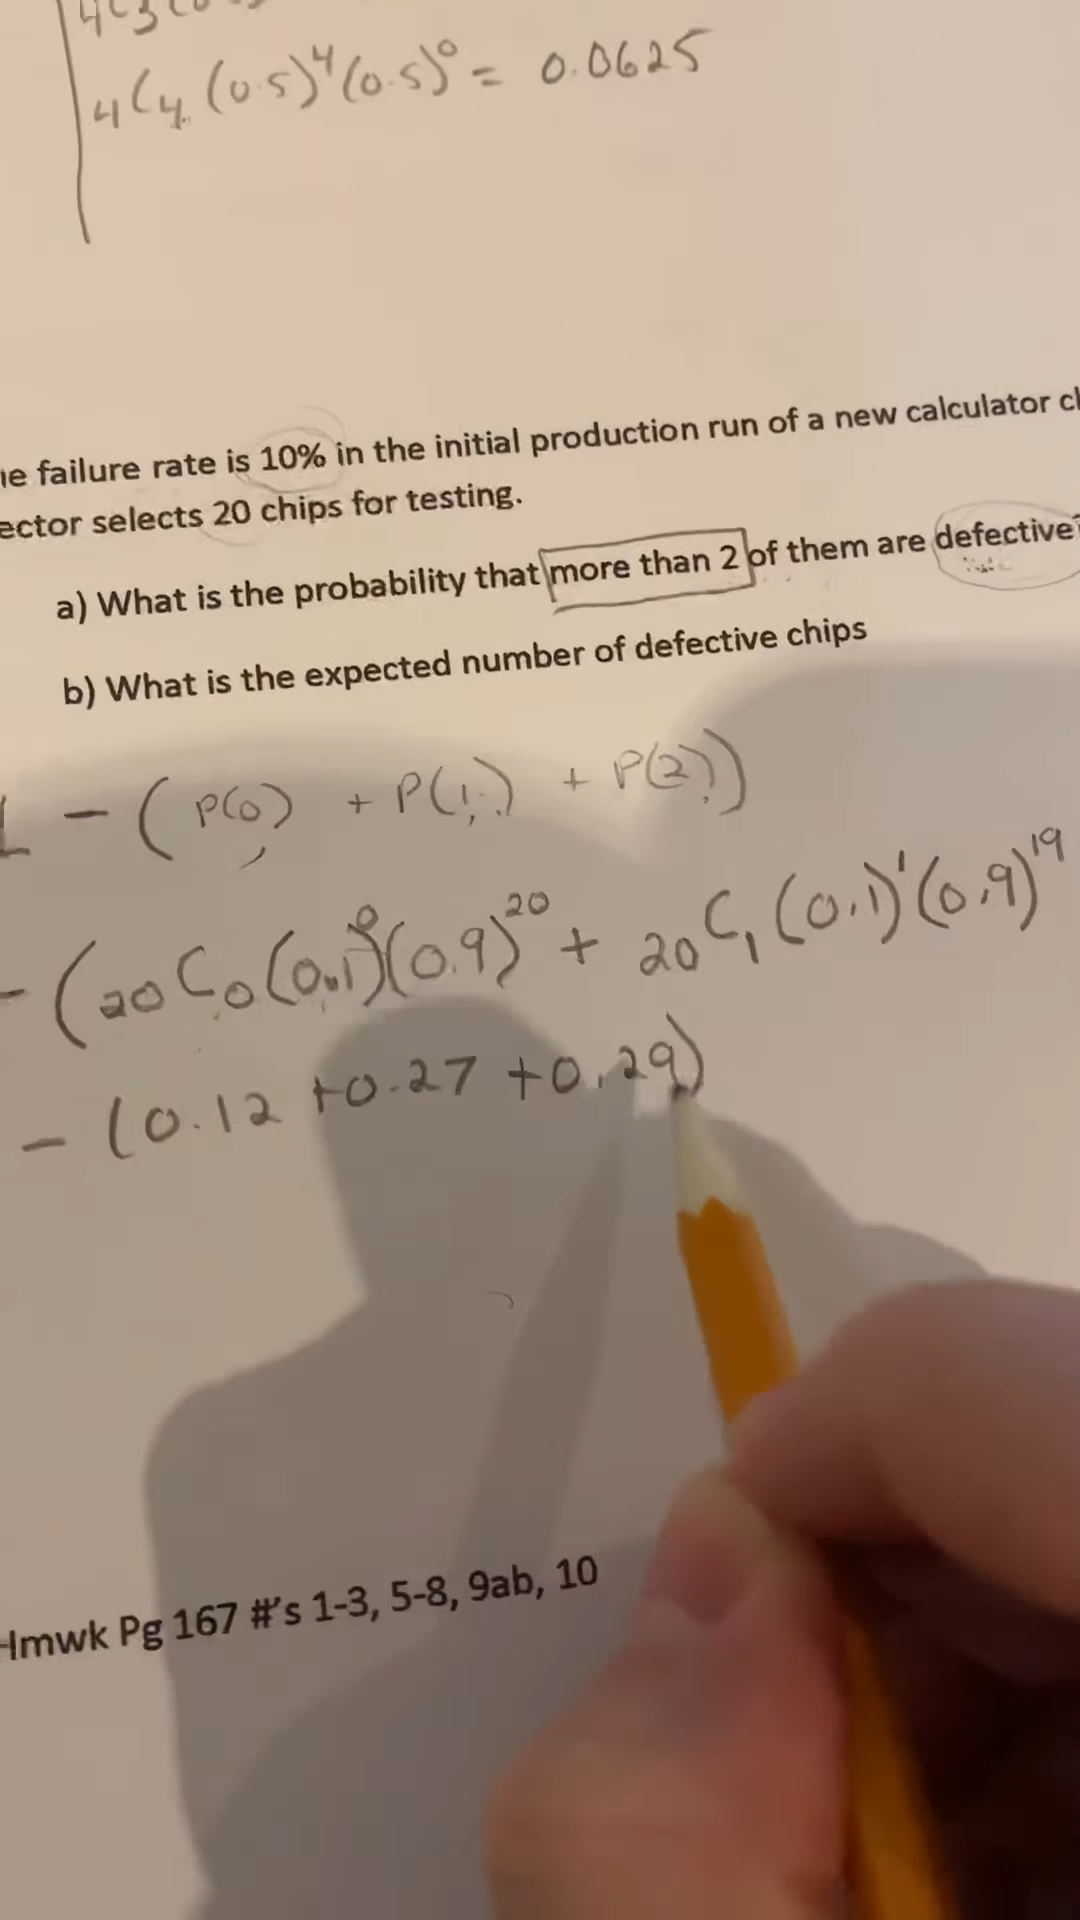 4C3(0
4C4 (0.5)⁴(0.5)⁰ = 0.0625
e failure rate is 10% in the initial production run of a new calculator
ector selects 20 chips for testing.
a) What is the probability that more than 2 of them are defective?
b) What is the expected number of defective chips
1 - (P(0) + P(1) + P(2))
- (20C0(0.1)⁰(0.9)²⁰ + 20C1(0.1)¹(0.9)¹⁹
- (0.12 + 0.27 + 0.29)
Hmwk Pg 167 #'s 1-3, 5-8, 9ab, 10